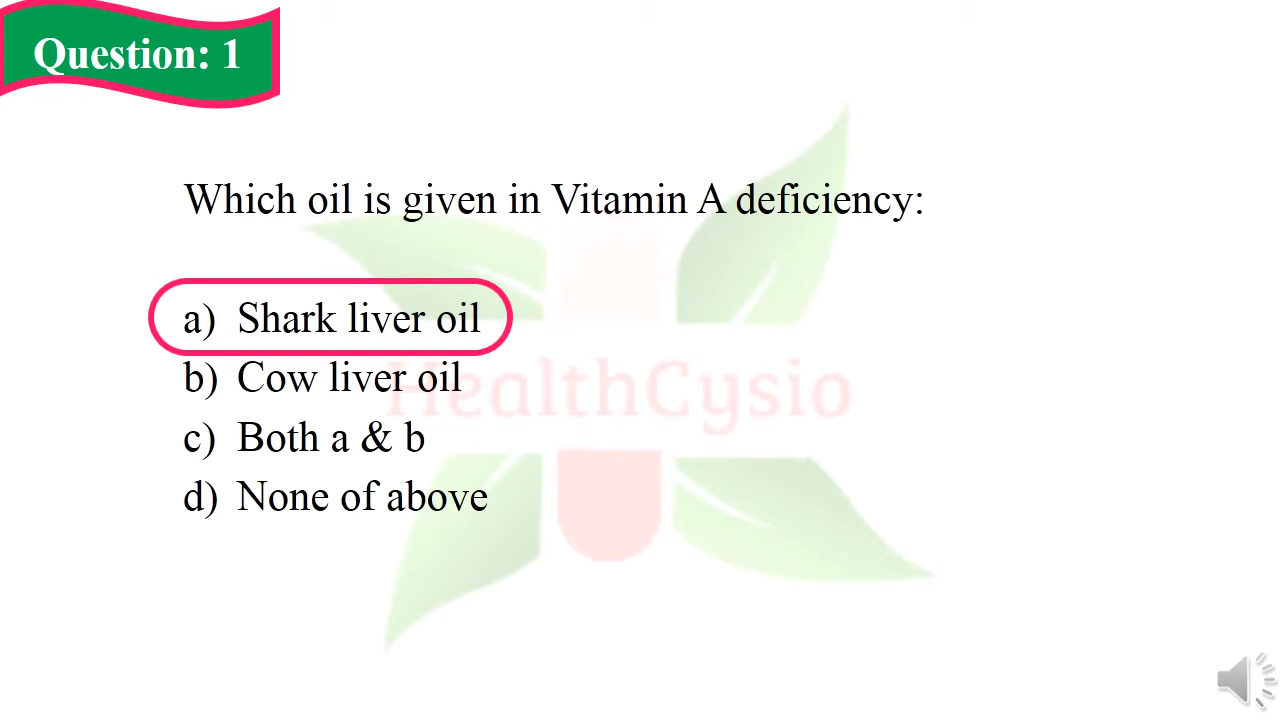 Question: 1
Which oil is given in Vitamin A deficiency:
a) Shark liver oil
b) Cow liver oil
HealthCysio
c) Both a & b
d) None of above